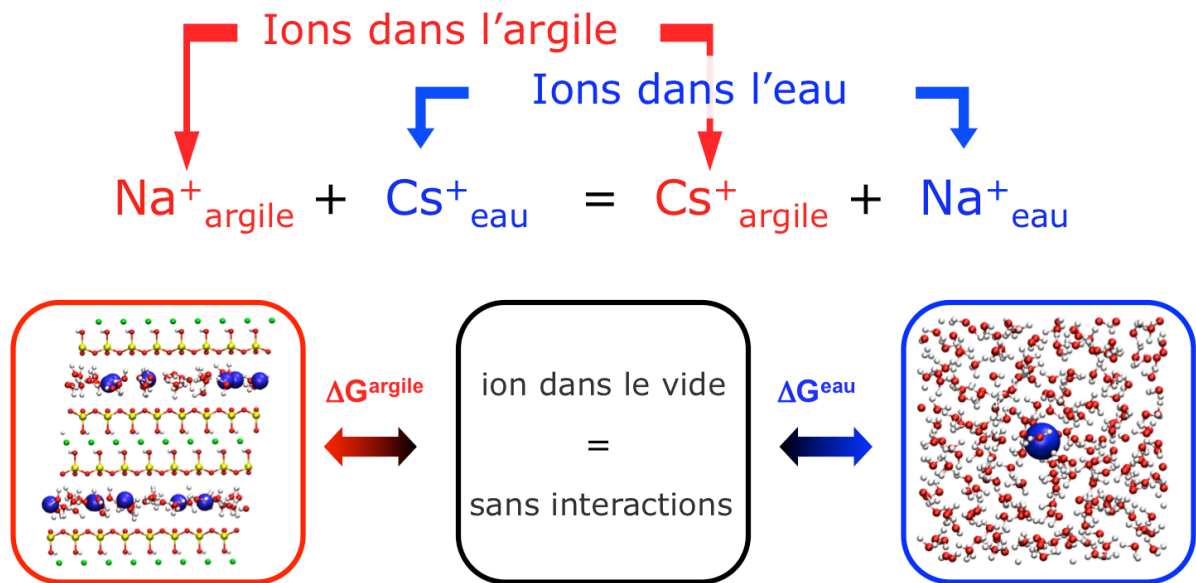 Ions dans l’argile
Ions dans l’eau
Na⁺argile + Cs⁺eau = Cs⁺argile + Na⁺eau
ΔGargile
ion dans le vide
=
sans interactions
ΔGeau